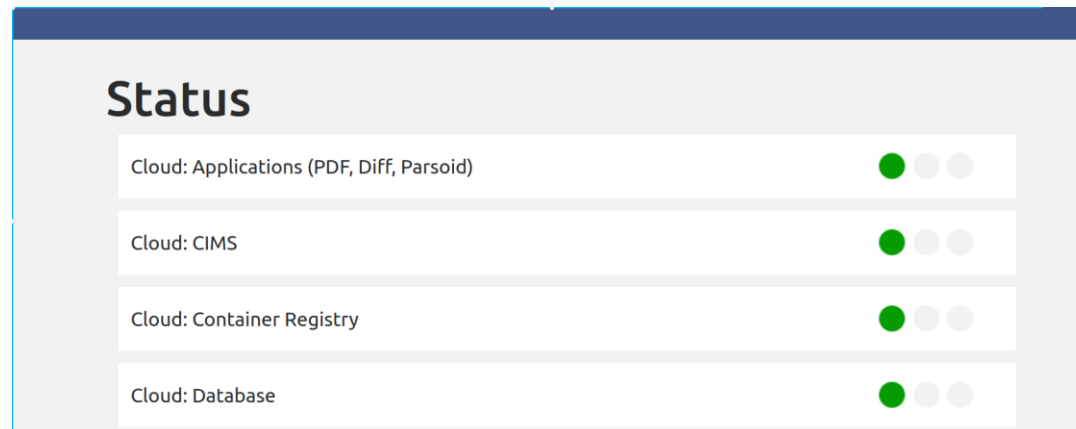 Status
Cloud: Applications (PDF, Diff, Parsoid)
Cloud: CIMS
Cloud: Container Registry
Cloud: Database